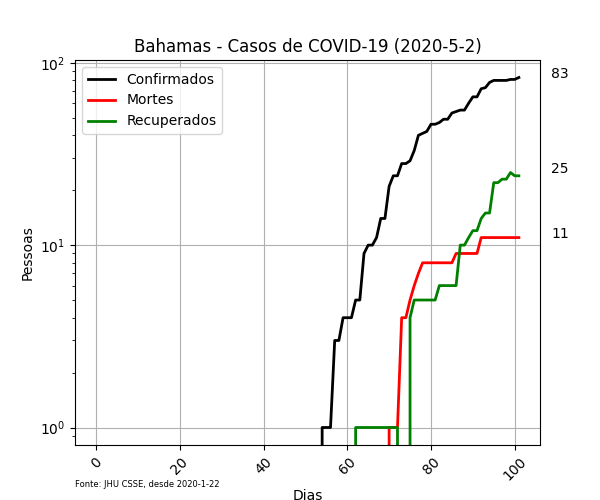 Bahamas - Casos de COVID-19 (2020-5-2)
Confirmados
Mortes
Recuperados
10²
10¹
10⁰
Pessoas
83
25
11
0 20 40 60 80 100
Fonte: JHU CSSE, desde 2020-1-22
Dias